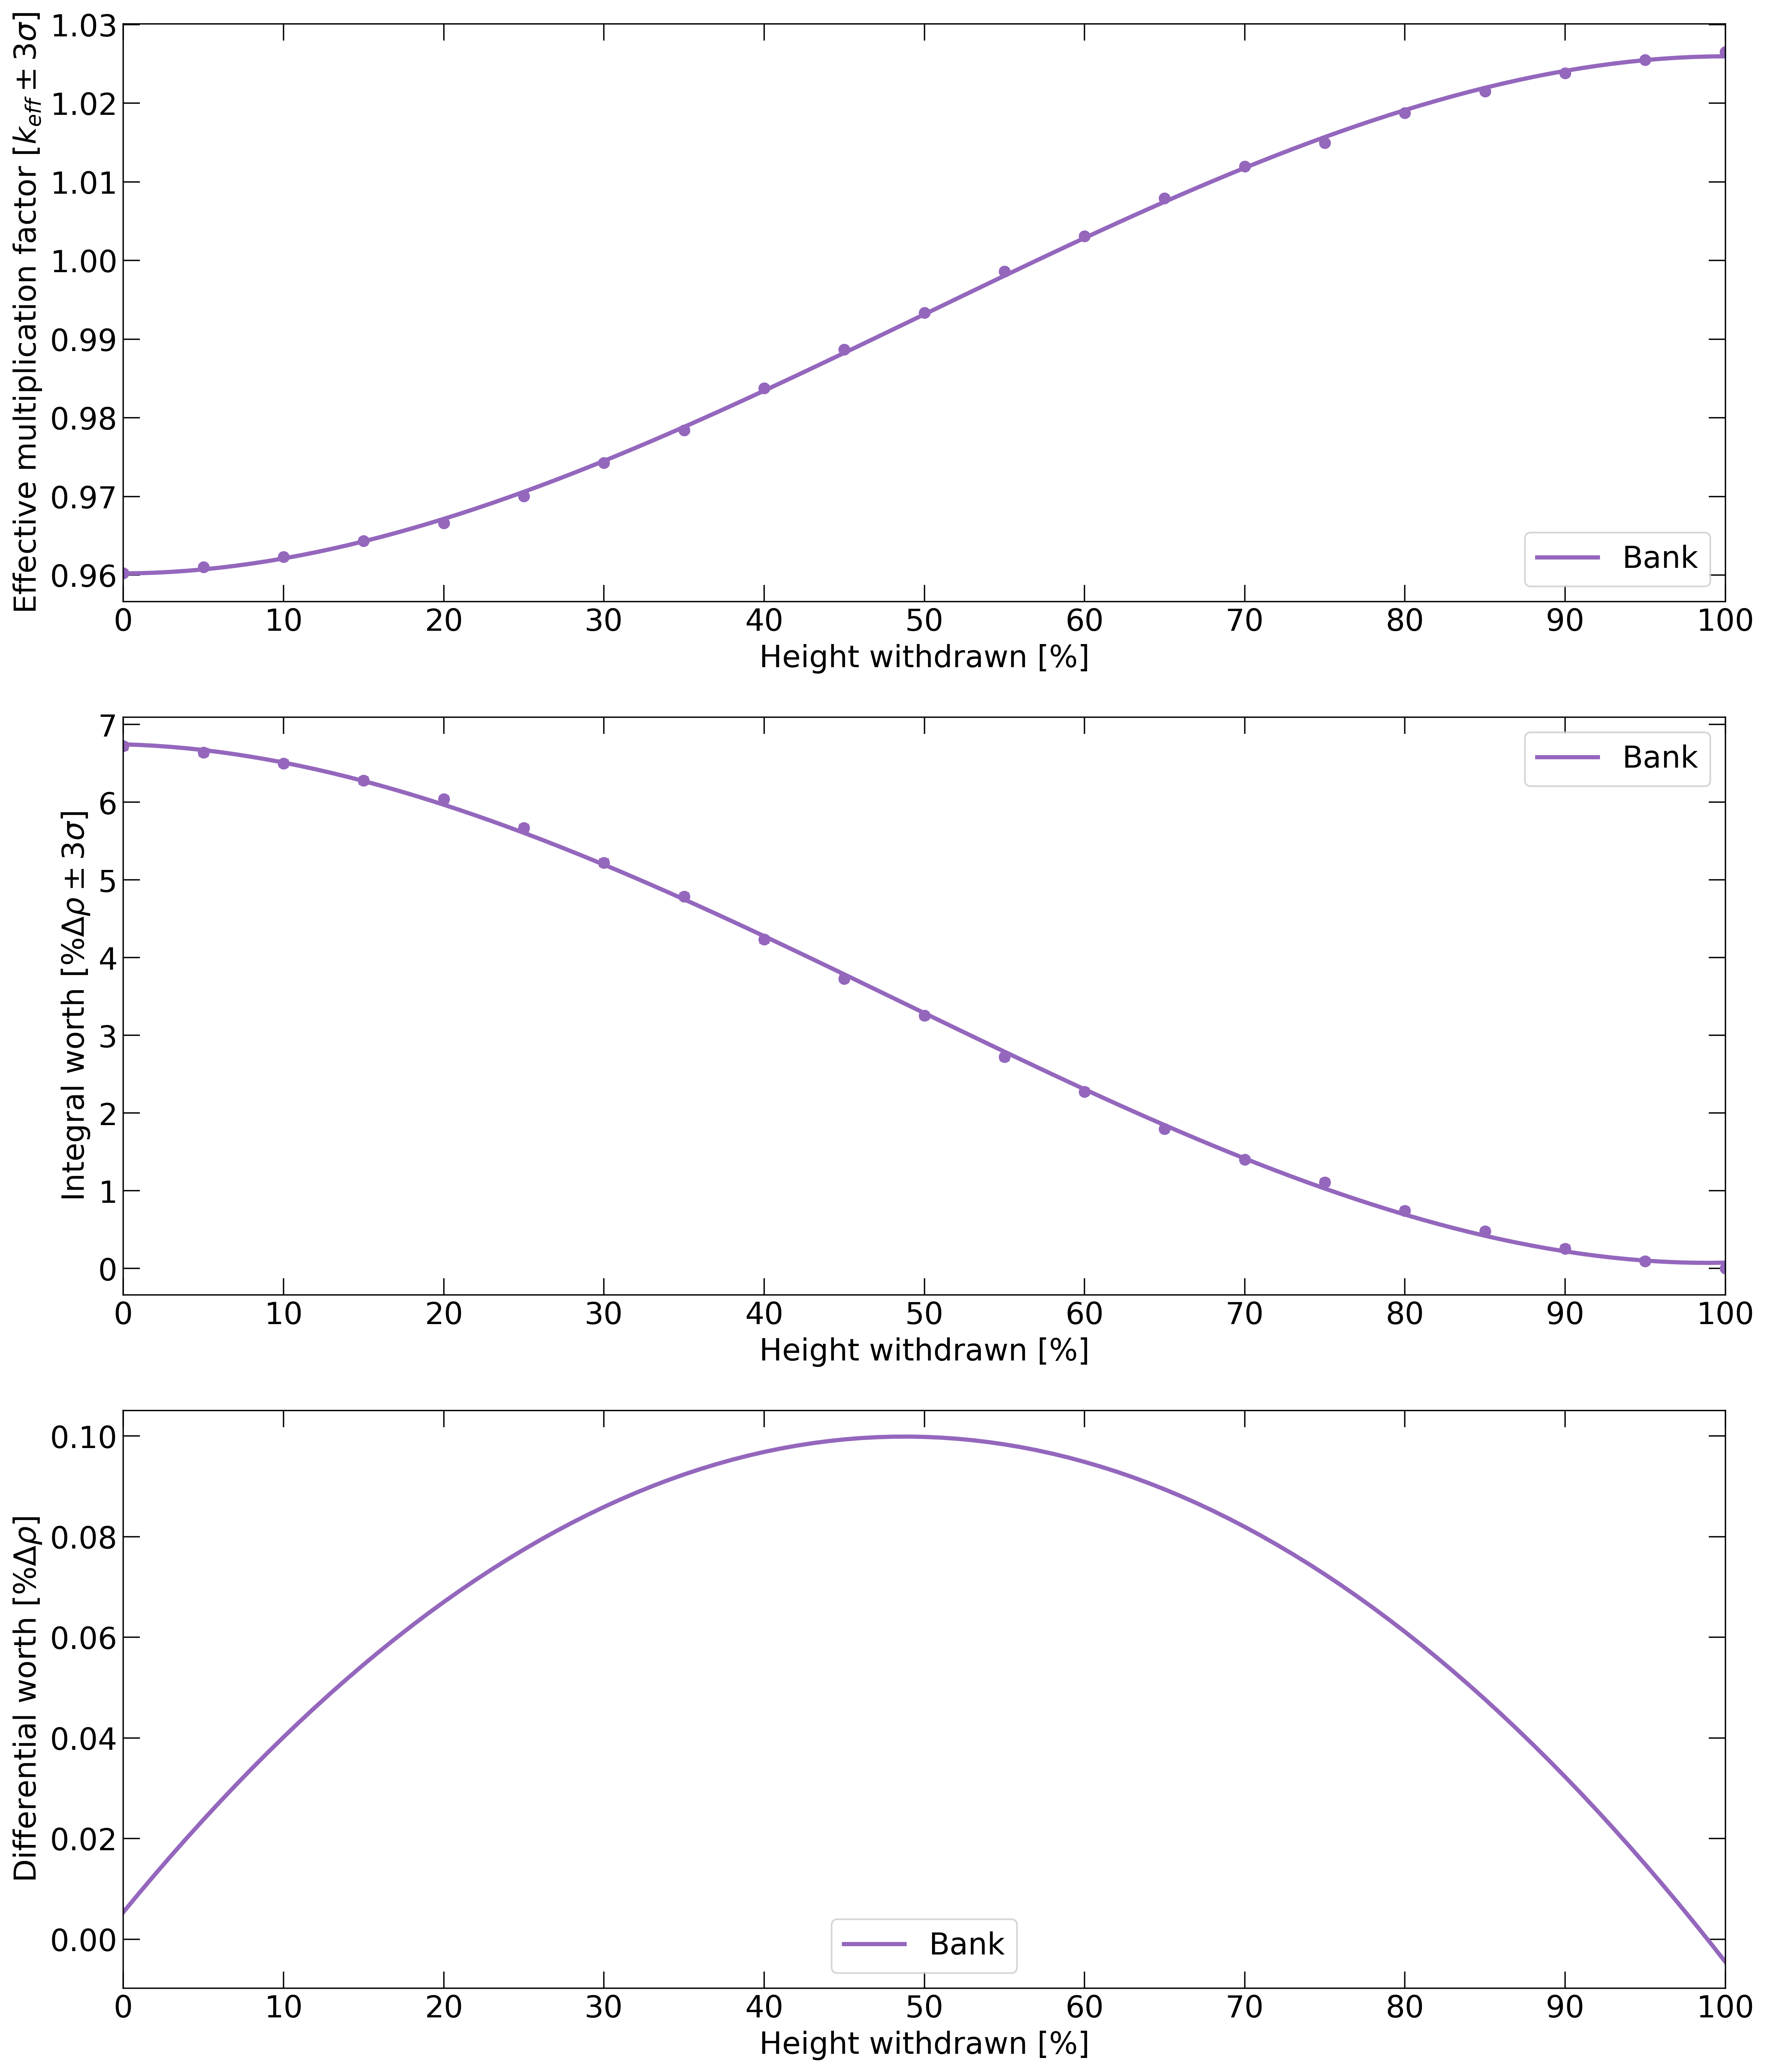 Effective multiplication factor [k_eff ± 3σ]
1.03
1.02
1.01
1.00
0.99
0.98
0.97
0.96
Bank
0 10 20 30 40 50 60 70 80 90 100
Height withdrawn [%]
Integral worth [%Δρ ± 3σ]
7
6
5
4
3
2
1
0
Bank
0 10 20 30 40 50 60 70 80 90 100
Height withdrawn [%]
Differential worth [%Δρ]
0.10
0.08
0.06
0.04
0.02
0.00
Bank
0 10 20 30 40 50 60 70 80 90 100
Height withdrawn [%]